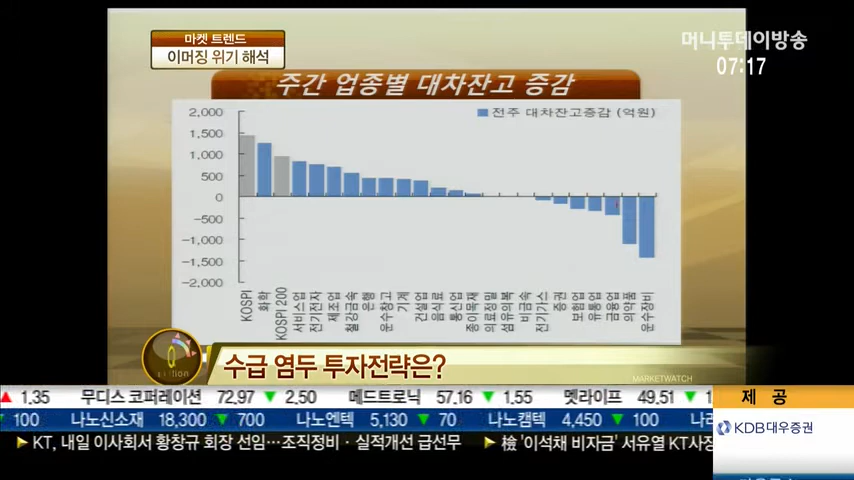 마켓 트렌드
이머징 위기 해석
머니투데이방송
07:17
주간 업종별 대차잔고 증감
전주 대차잔고증감 (억원)
2,000
1,500
1,000
500
0
-500
-1,000
-1,500
-2,000
KOSPI
화학
KOSPI 200
서비스업
전기전자
제조업
철강금속
은행
운수창고
기계
건설업
음식료
통신업
종이목재
의료정밀
섬유의복
비금속
전기가스
증권
보험업
유통업
금융업
의약품
운수장비
수급 염두 투자전략은?
MARKETWATCH
▲ 1.35 무디스 코퍼레이션 72,97 ▼ 2.50 메드트로닉 57.16 ▼ 1.55 멧라이프 49.51 ▼
제 공
100 나노신소재 18,300 ▼ 700 나노엔텍 5,130 ▼ 70 나노캠텍 4,450 ▼ 100
KDB대우증권
▶KT, 내일 이사회서 황창규 회장 선임…조직정비·실적개선 급선무 ▶檢 '이석채 비자금' 서유열 KT사장